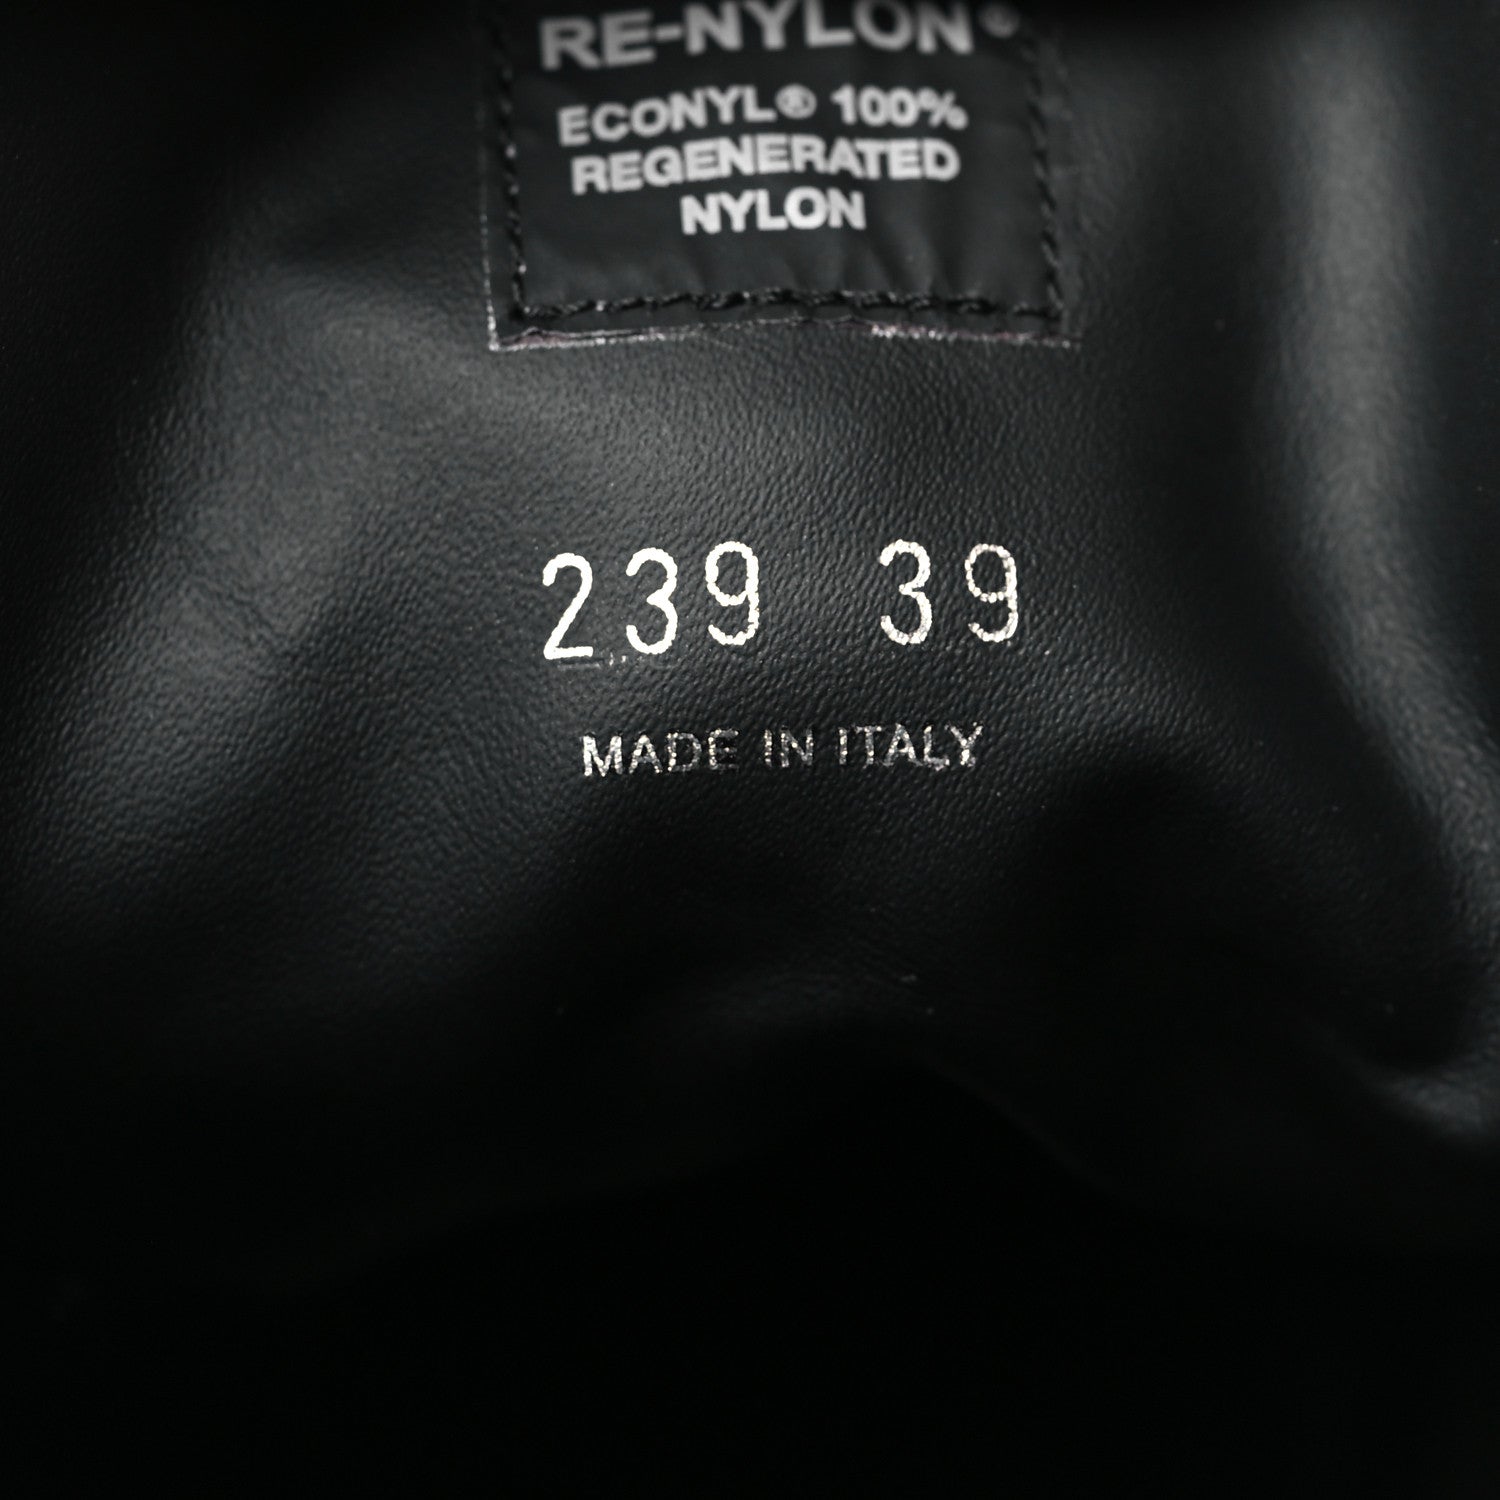 RE-NYLON®
ECONYL® 100%
REGENERATED
NYLON
239 39
MADE IN ITALY